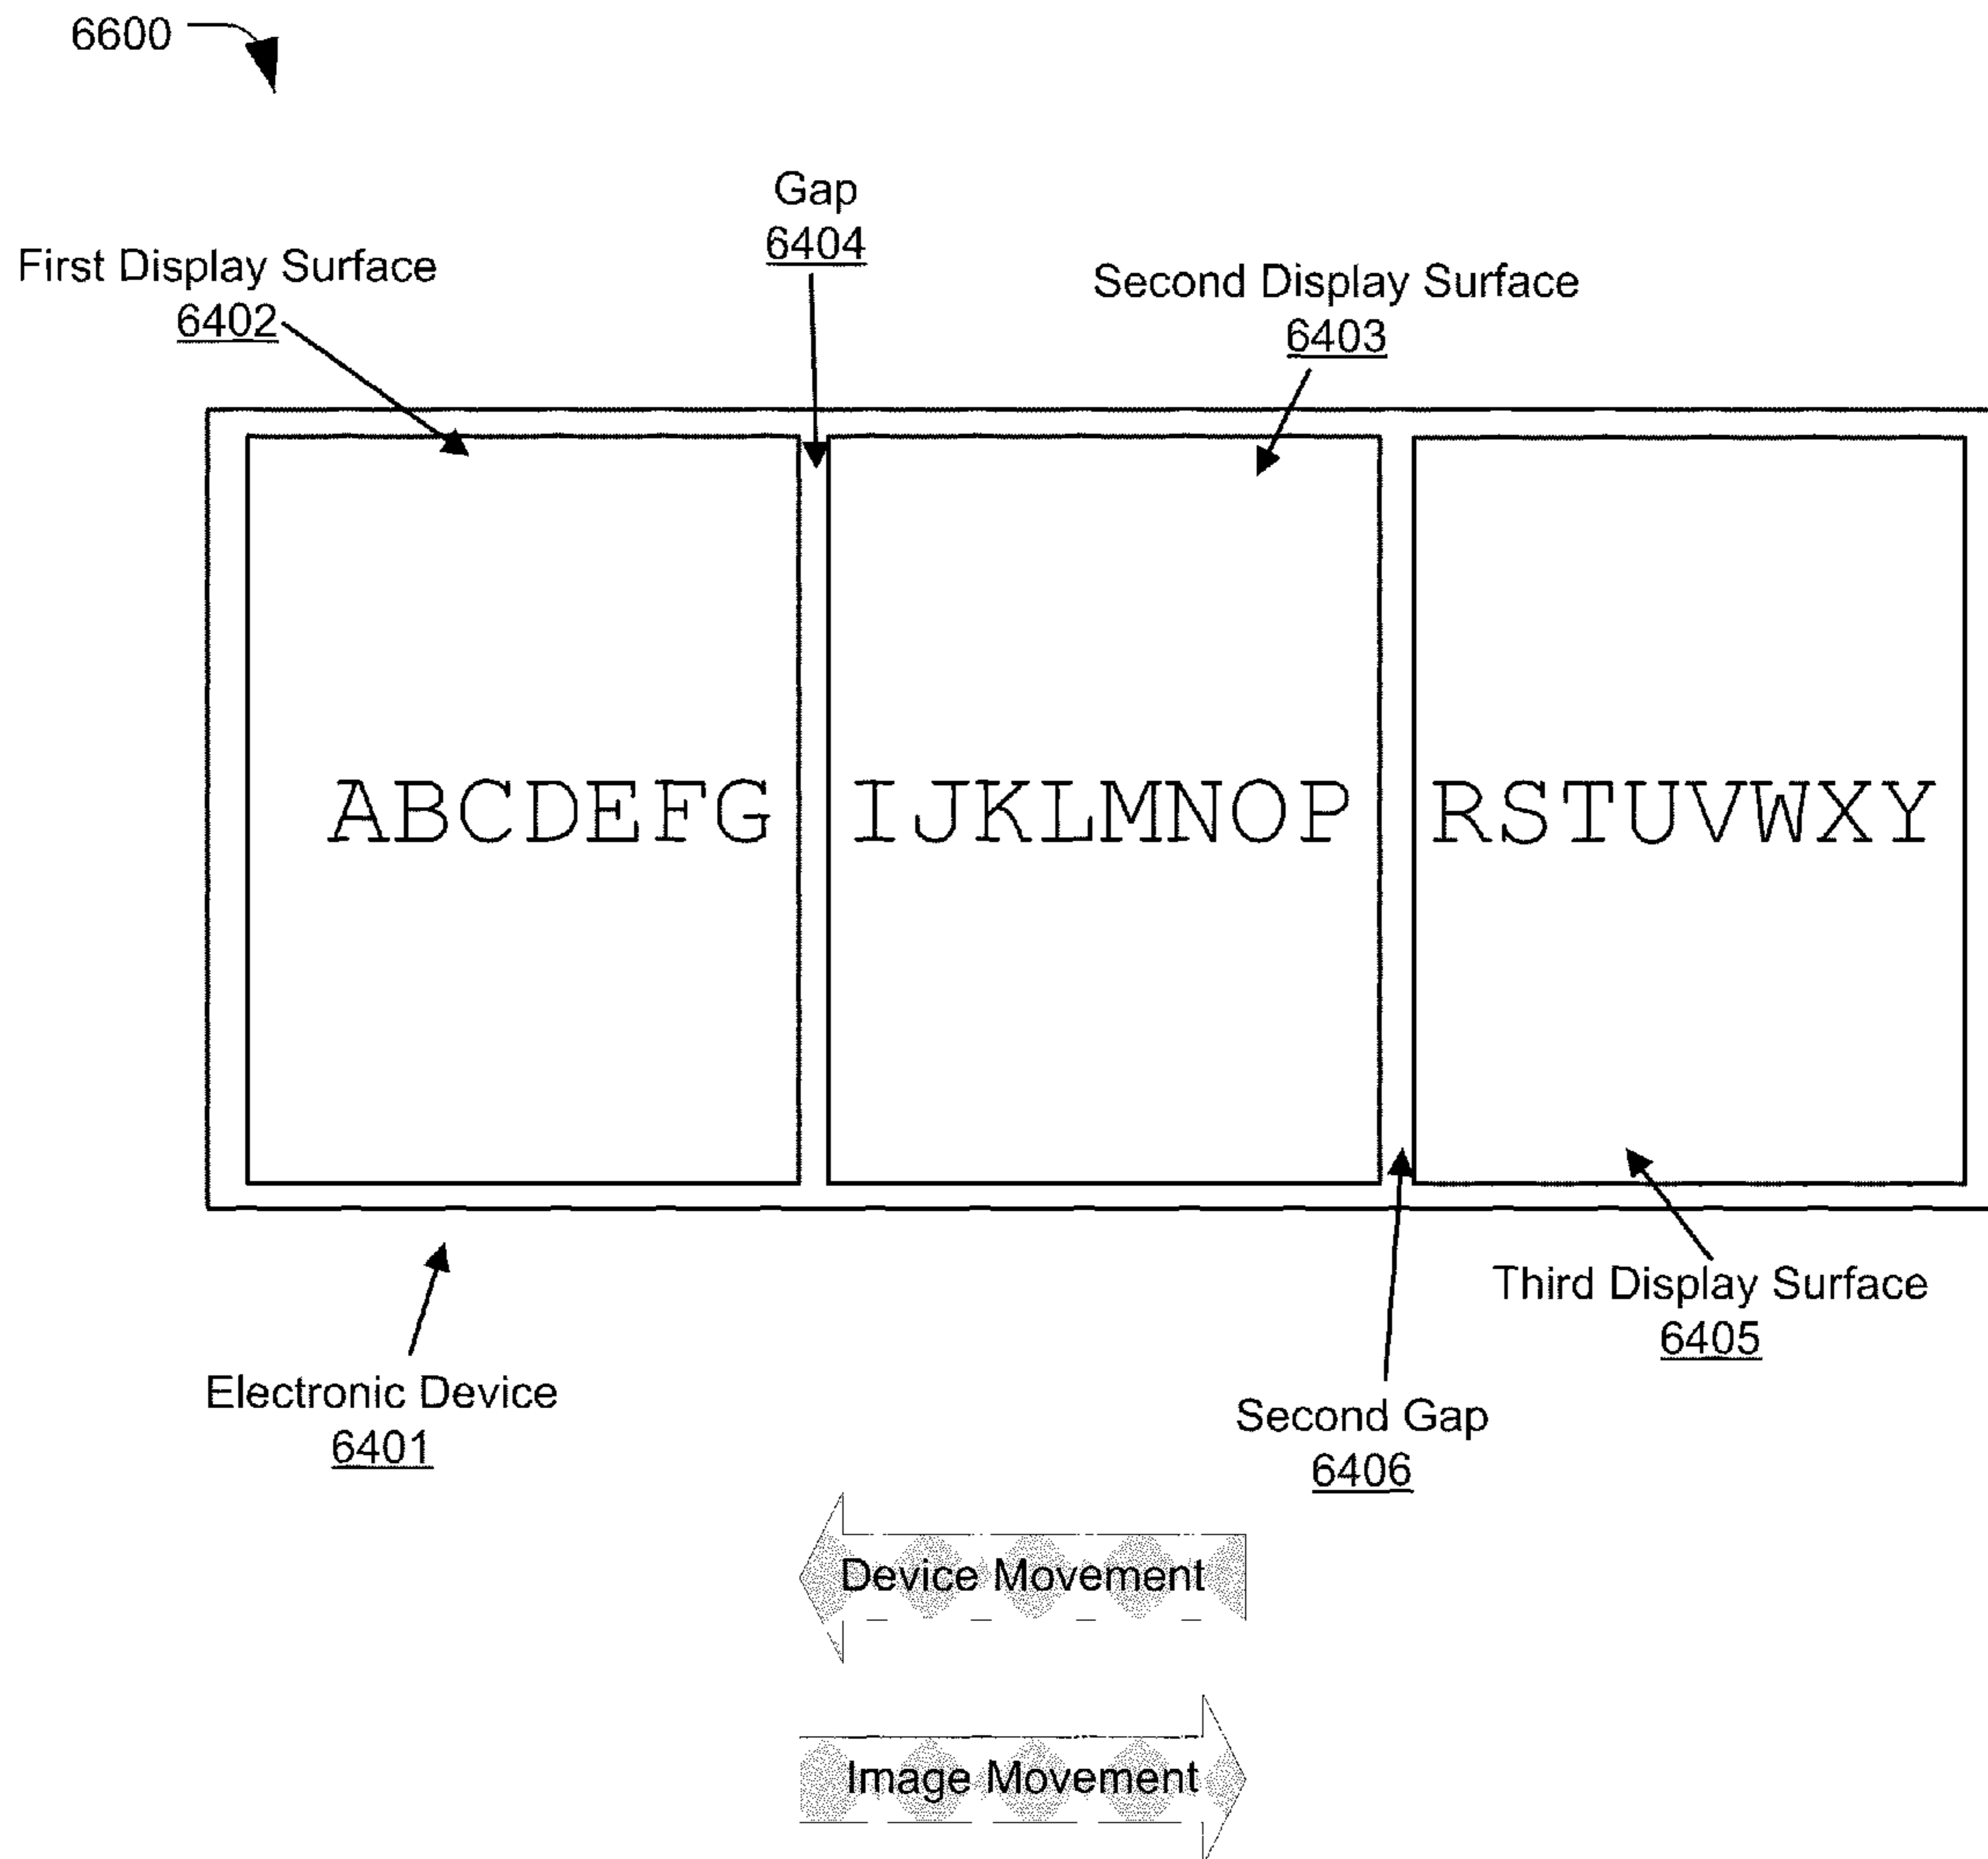 6600
Gap
6404
First Display Surface
6402
Second Display Surface
6403
ABCDEFG IJKLMNOP RSTUVWXY
Third Display Surface
6405
Electronic Device
6401
Second Gap
6406
Device Movement
Image Movement